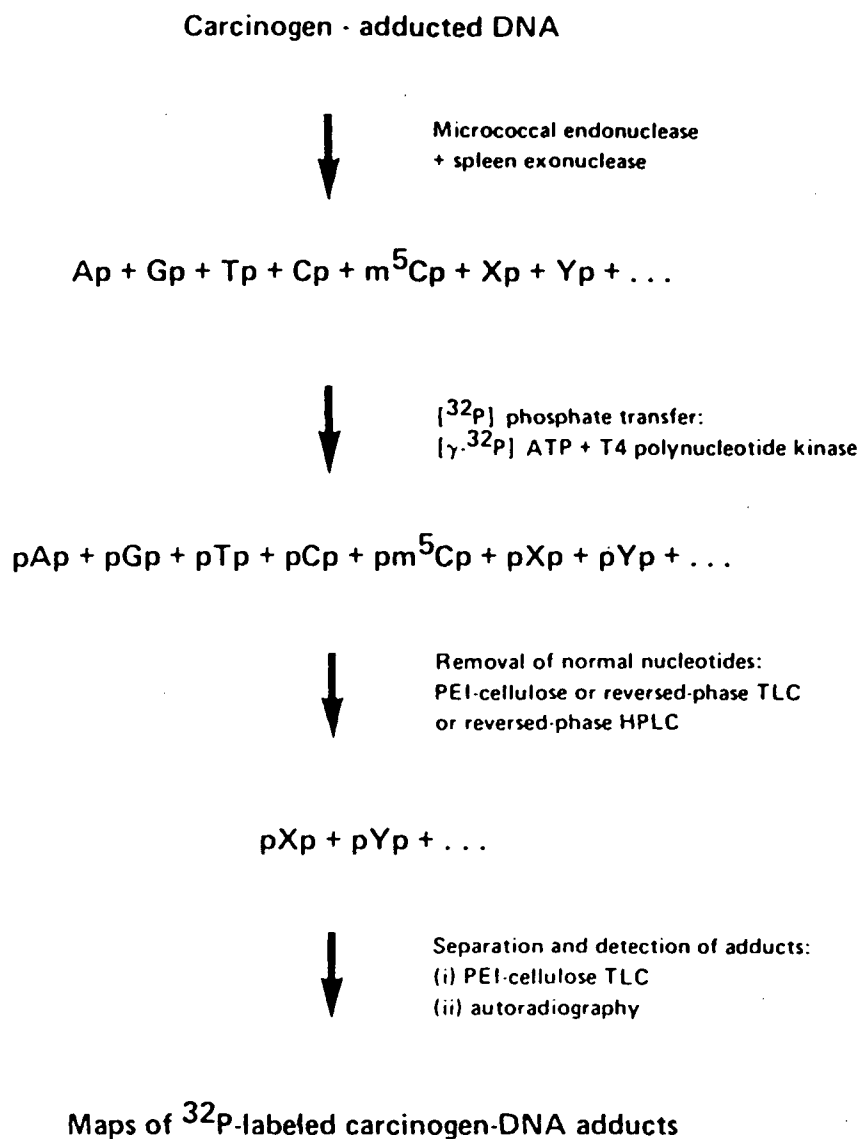 Carcinogen - adducted DNA
Micrococcal endonuclease
+ spleen exonuclease
Ap + Gp + Tp + Cp + m⁵Cp + Xp + Yp + . . .
[³²P] phosphate transfer:
[γ-³²P] ATP + T4 polynucleotide kinase
pAp + pGp + pTp + pCp + pm⁵Cp + pXp + pYp + . . .
Removal of normal nucleotides:
PEI-cellulose or reversed-phase TLC
or reversed-phase HPLC
pXp + pYp + . . .
Separation and detection of adducts:
(i) PEI-cellulose TLC
(ii) autoradiography
Maps of ³²P-labeled carcinogen-DNA adducts